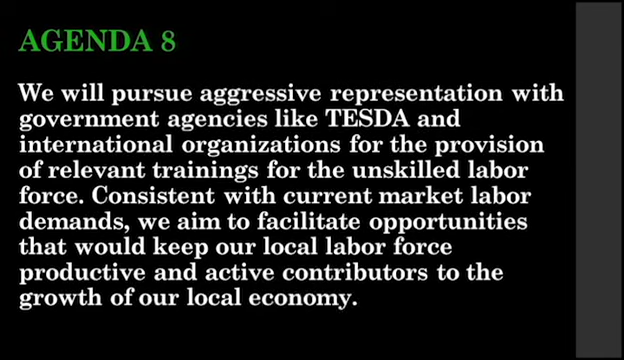 AGENDA 8
We will pursue aggressive representation with
government agencies like TESDA and
international organizations for the provision
of relevant trainings for the unskilled labor
force. Consistent with current market labor
demands, we aim to facilitate opportunities
that would keep our local labor force
productive and active contributors to the
growth of our local economy.